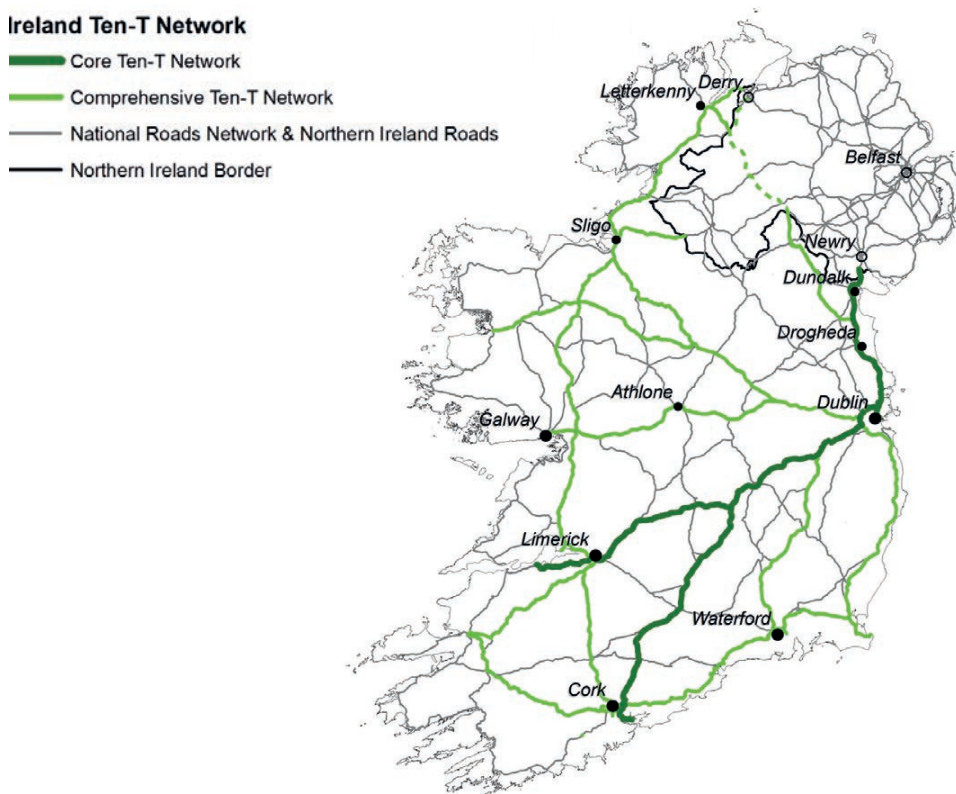 Ireland Ten-T Network
Core Ten-T Network
Comprehensive Ten-T Network
National Roads Network & Northern Ireland Roads
Northern Ireland Border
Derry
Letterkenny
Belfast
Sligo
Newry
Dundalk
Drogheda
Athlone
Dublin
Galway
Limerick
Waterford
Cork